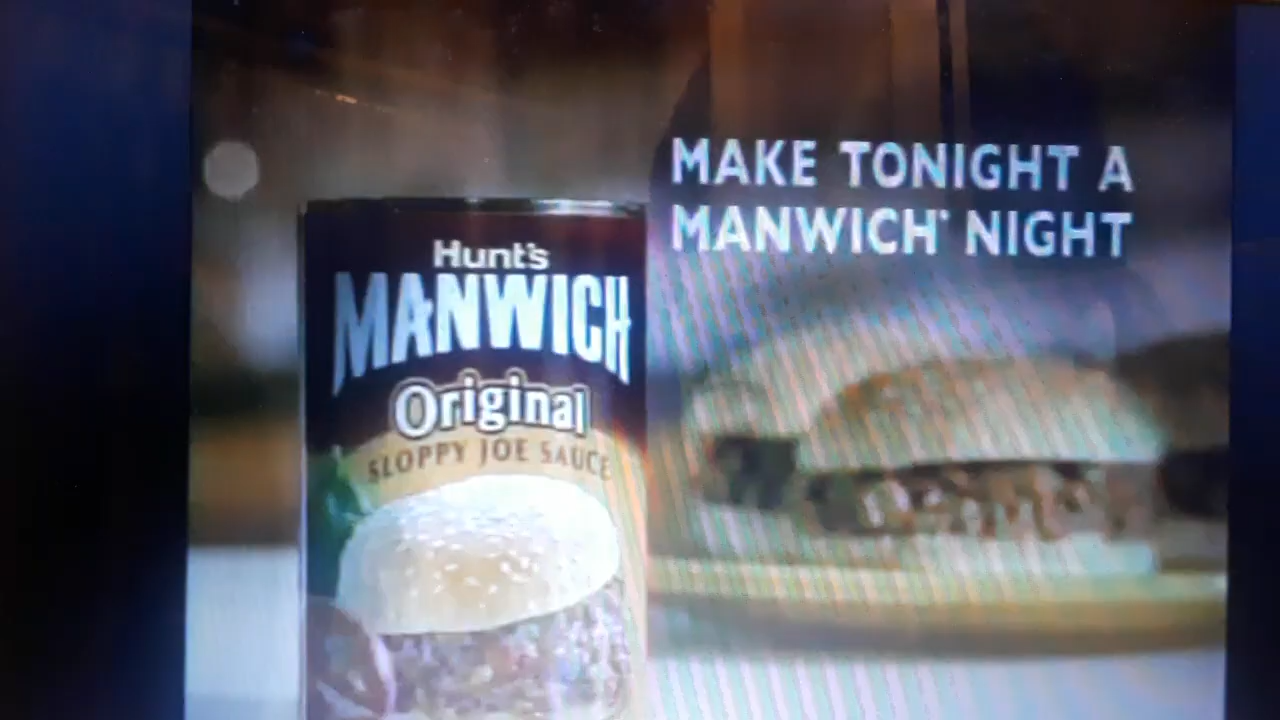 Hunt's
MANWICH
Original
SLOPPY JOE SAUCE
MAKE TONIGHT A
MANWICH® NIGHT